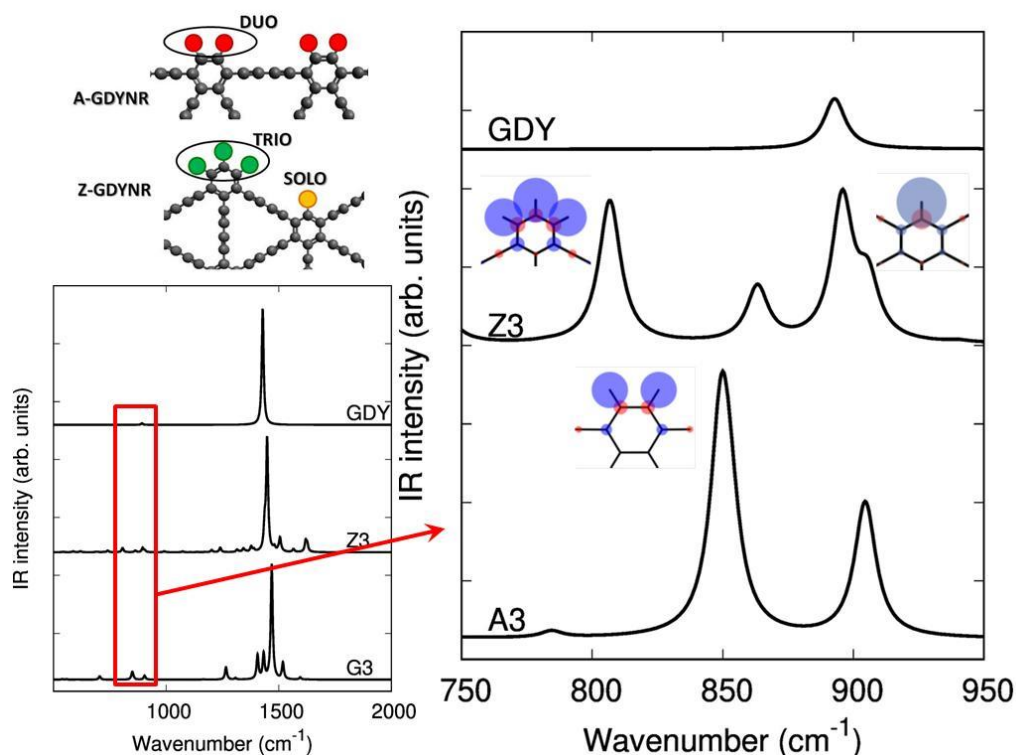 DUO
A-GDYNR
TRIO
SOLO
Z-GDYNR
IR intensity (arb. units)
GDY
Z3
G3
1000 1500 2000
Wavenumber (cm-1)
IR intensity (arb. units)
GDY
Z3
A3
750 800 850 900 950
Wavenumber (cm-1)